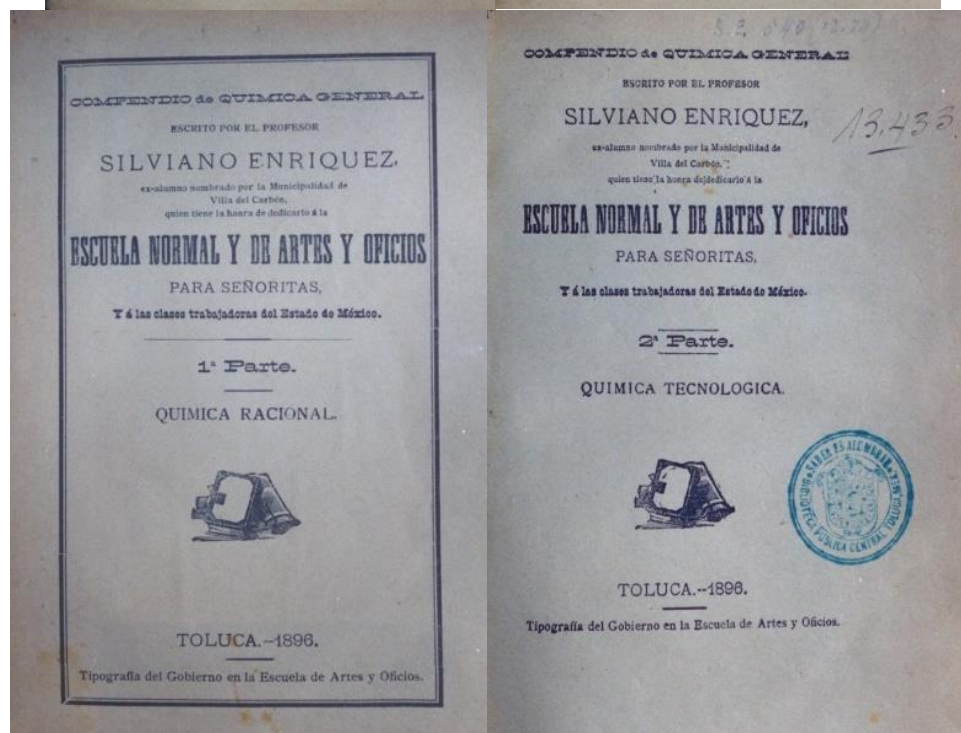 COMPENDIO de QUIMICA GENERAL
ESCRITO POR EL PROFESOR
SILVIANO ENRIQUEZ,
ex-alumno nombrado por la Municipalidad de
Villa del Carbón,
quien tiene la honra de dedicarlo á la
ESCUELA NORMAL Y DE ARTES Y OFICIOS
PARA SEÑORITAS,
Y á las clases trabajadoras del Estado de México.
1ª Parte.
QUIMICA RACIONAL.
TOLUCA.--1896.
Tipografía del Gobierno en la Escuela de Artes y Oficios.
COMPENDIO de QUIMICA GENERAL
ESCRITO POR EL PROFESOR
SILVIANO ENRIQUEZ,
13,433
ex-alumno nombrado por la Municipalidad de
Villa del Carbón,
quien tiene la honra de dedicarlo á la
ESCUELA NORMAL Y DE ARTES Y OFICIOS
PARA SEÑORITAS,
Y á las clases trabajadoras del Estado de México.
2ª Parte.
QUIMICA TECNOLOGICA.
BIBLIOTECA PUBLICA CENTRAL TOLUCA MEX.
TOLUCA.--1896.
Tipografía del Gobierno en la Escuela de Artes y Oficios.